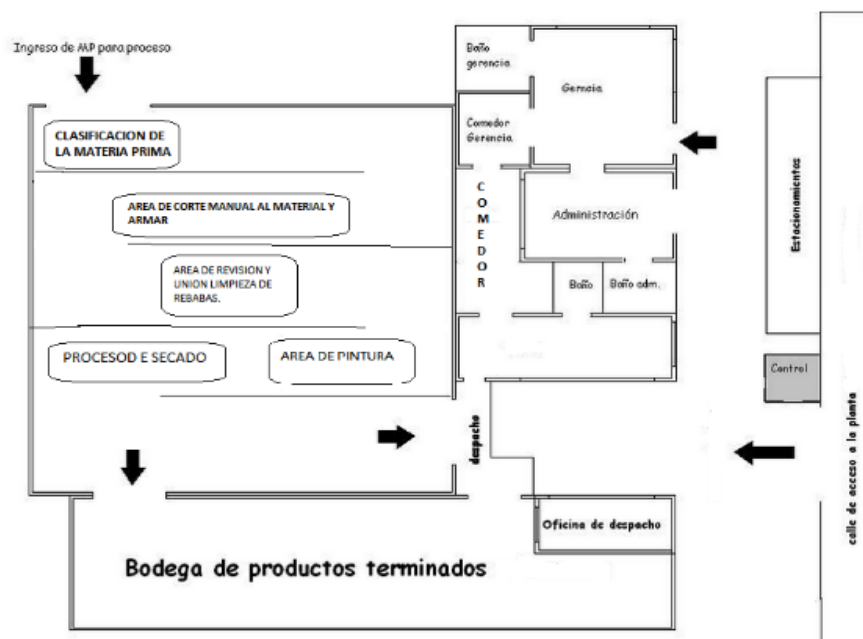 Ingreso de MP para proceso
CLASIFICACION DE
LA MATERIA PRIMA
AREA DE CORTE MANUAL AL MATERIAL Y
ARMAR
AREA DE REVISION Y
UNION LIMPIEZA DE
REBABAS.
PROCESOD E SECADO
AREA DE PINTURA
Baño
gerencia
Gerncia
Comedor
Gerencia
COMEDOR
Administración
Baño
Baño adm.
Estacionamientos
Control
calle de acceso a la planta
despacho
Oficina de despacho
Bodega de productos terminados